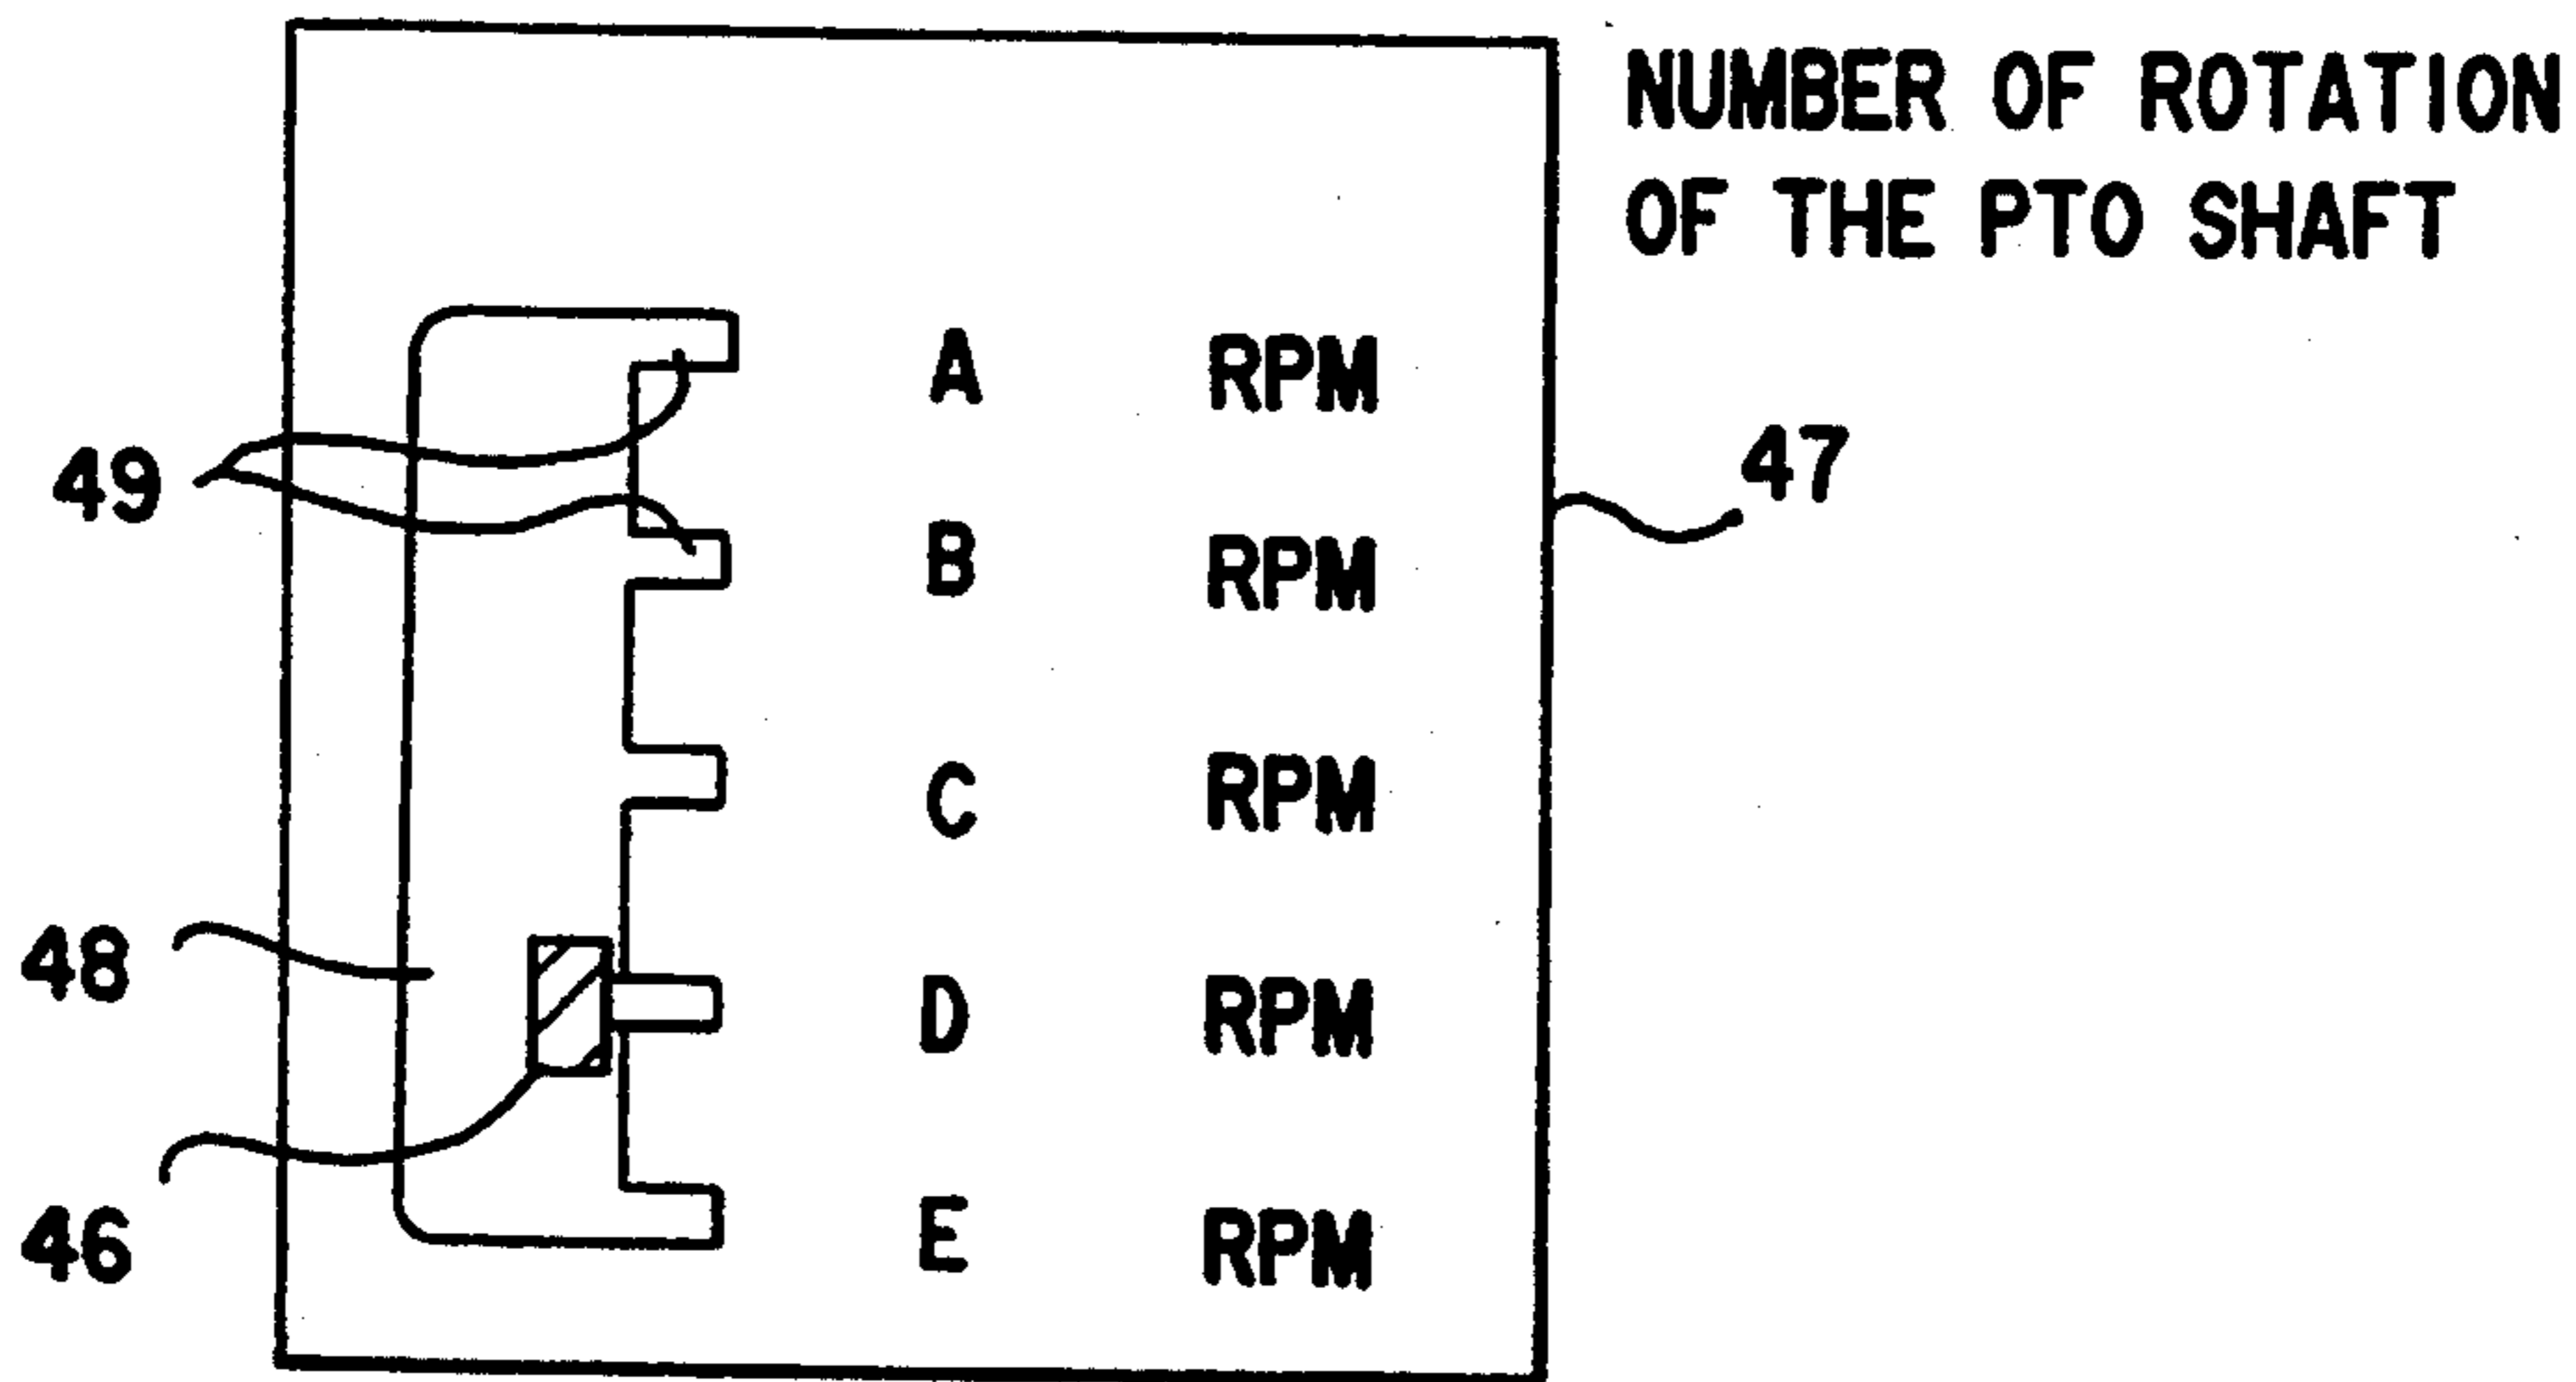 NUMBER OF ROTATION
OF THE PTO SHAFT
A RPM
49
47
B RPM
C RPM
48
D RPM
46
E RPM